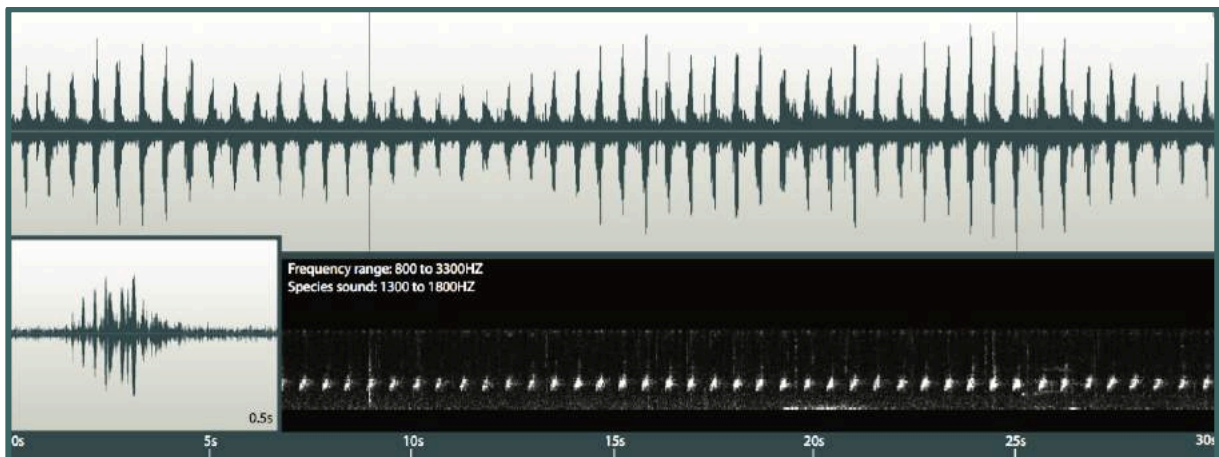 Frequency range: 800 to 3300HZ
Species sound: 1300 to 1800HZ
0.5s
0s 5s 10s 15s 20s 25s 30s